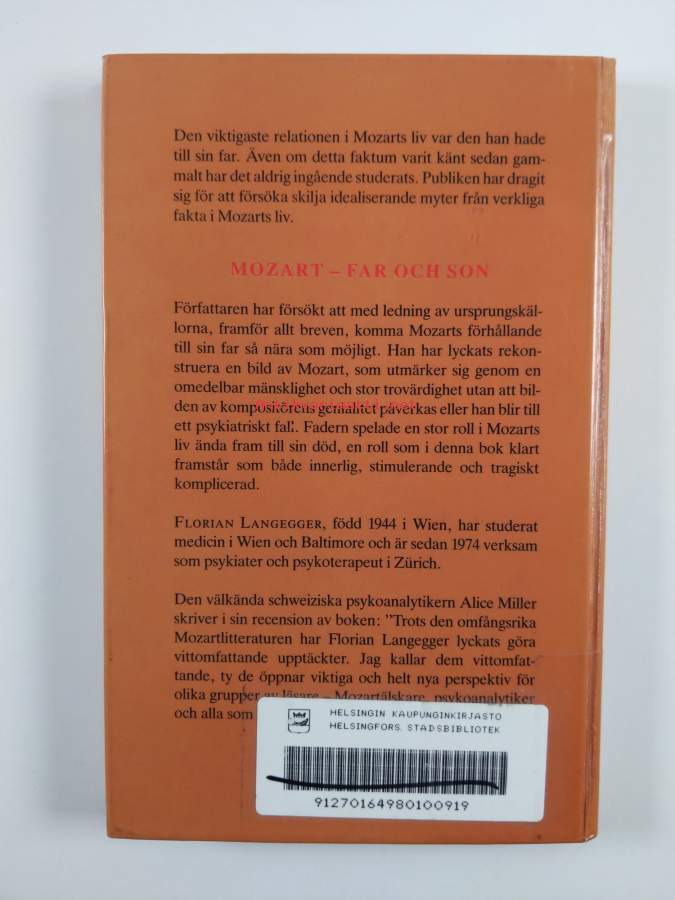 Den viktigaste relationen i Mozarts liv var den han hade
till sin far. Även om detta faktum varit känt sedan gam-
malt har det aldrig ingående studerats. Publiken har dragit
sig för att försöka skilja idealiserande myter från verkliga
fakta i Mozarts liv.
MOZART – FAR OCH SON
Författaren har försökt att med ledning av ursprungskäl-
lorna, framför allt breven, komma Mozarts förhållande
till sin far så nära som möjligt. Han har lyckats rekon-
struera en bild av Mozart, som utmärker sig genom en
omedelbar mänsklighet och stor trovärdighet utan att bil-
den av kompositörens genialitet påverkas eller han blir till
ett psykiatriskt fall. Fadern spelade en stor roll i Mozarts
liv ända fram till sin död, en roll som i denna bok klart
framstår som både innerlig, stimulerande och tragiskt
komplicerad.
FLORIAN LANGEGGER, född 1944 i Wien, har studerat
medicin i Wien och Baltimore och är sedan 1974 verksam
som psykiater och psykoterapeut i Zürich.
Den välkända schweiziska psykoanalytikern Alice Miller
skriver i sin recension av boken: ”Trots den omfångsrika
Mozartlitteraturen har Florian Langegger lyckats göra
vittomfattande upptäckter. Jag kallar dem vittomfat-
tande, ty de öppnar viktiga och helt nya perspektiv för
olika grupper av läsare – Mozartälskare, psykoanalytiker
och alla som
HELSINGIN KAUPUNGINKIRJASTO
HELSINGFORS STADSBIBLIOTEK
91270164980100919